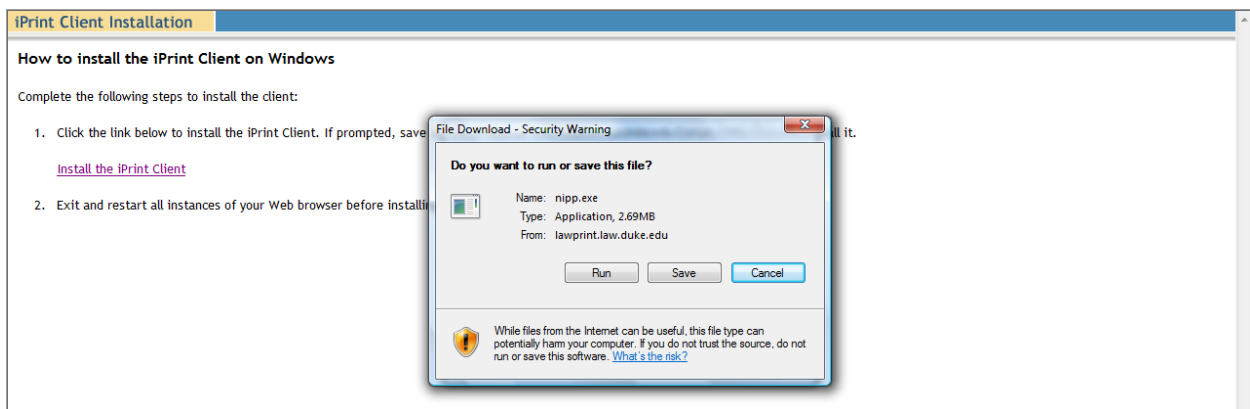 iPrint Client Installation
How to install the iPrint Client on Windows
Complete the following steps to install the client:
1. Click the link below to install the iPrint Client. If prompted, save
all it.
Install the iPrint Client
2. Exit and restart all instances of your Web browser before
File Download - Security Warning
Do you want to run or save this file?
Name: nipp.exe
Type: Application, 2.69MB
From: lawprint.law.duke.edu
Run Save Cancel
While files from the Internet can be useful, this file type can
potentially harm your computer. If you do not trust the source, do not
run or save this software. What's the risk?